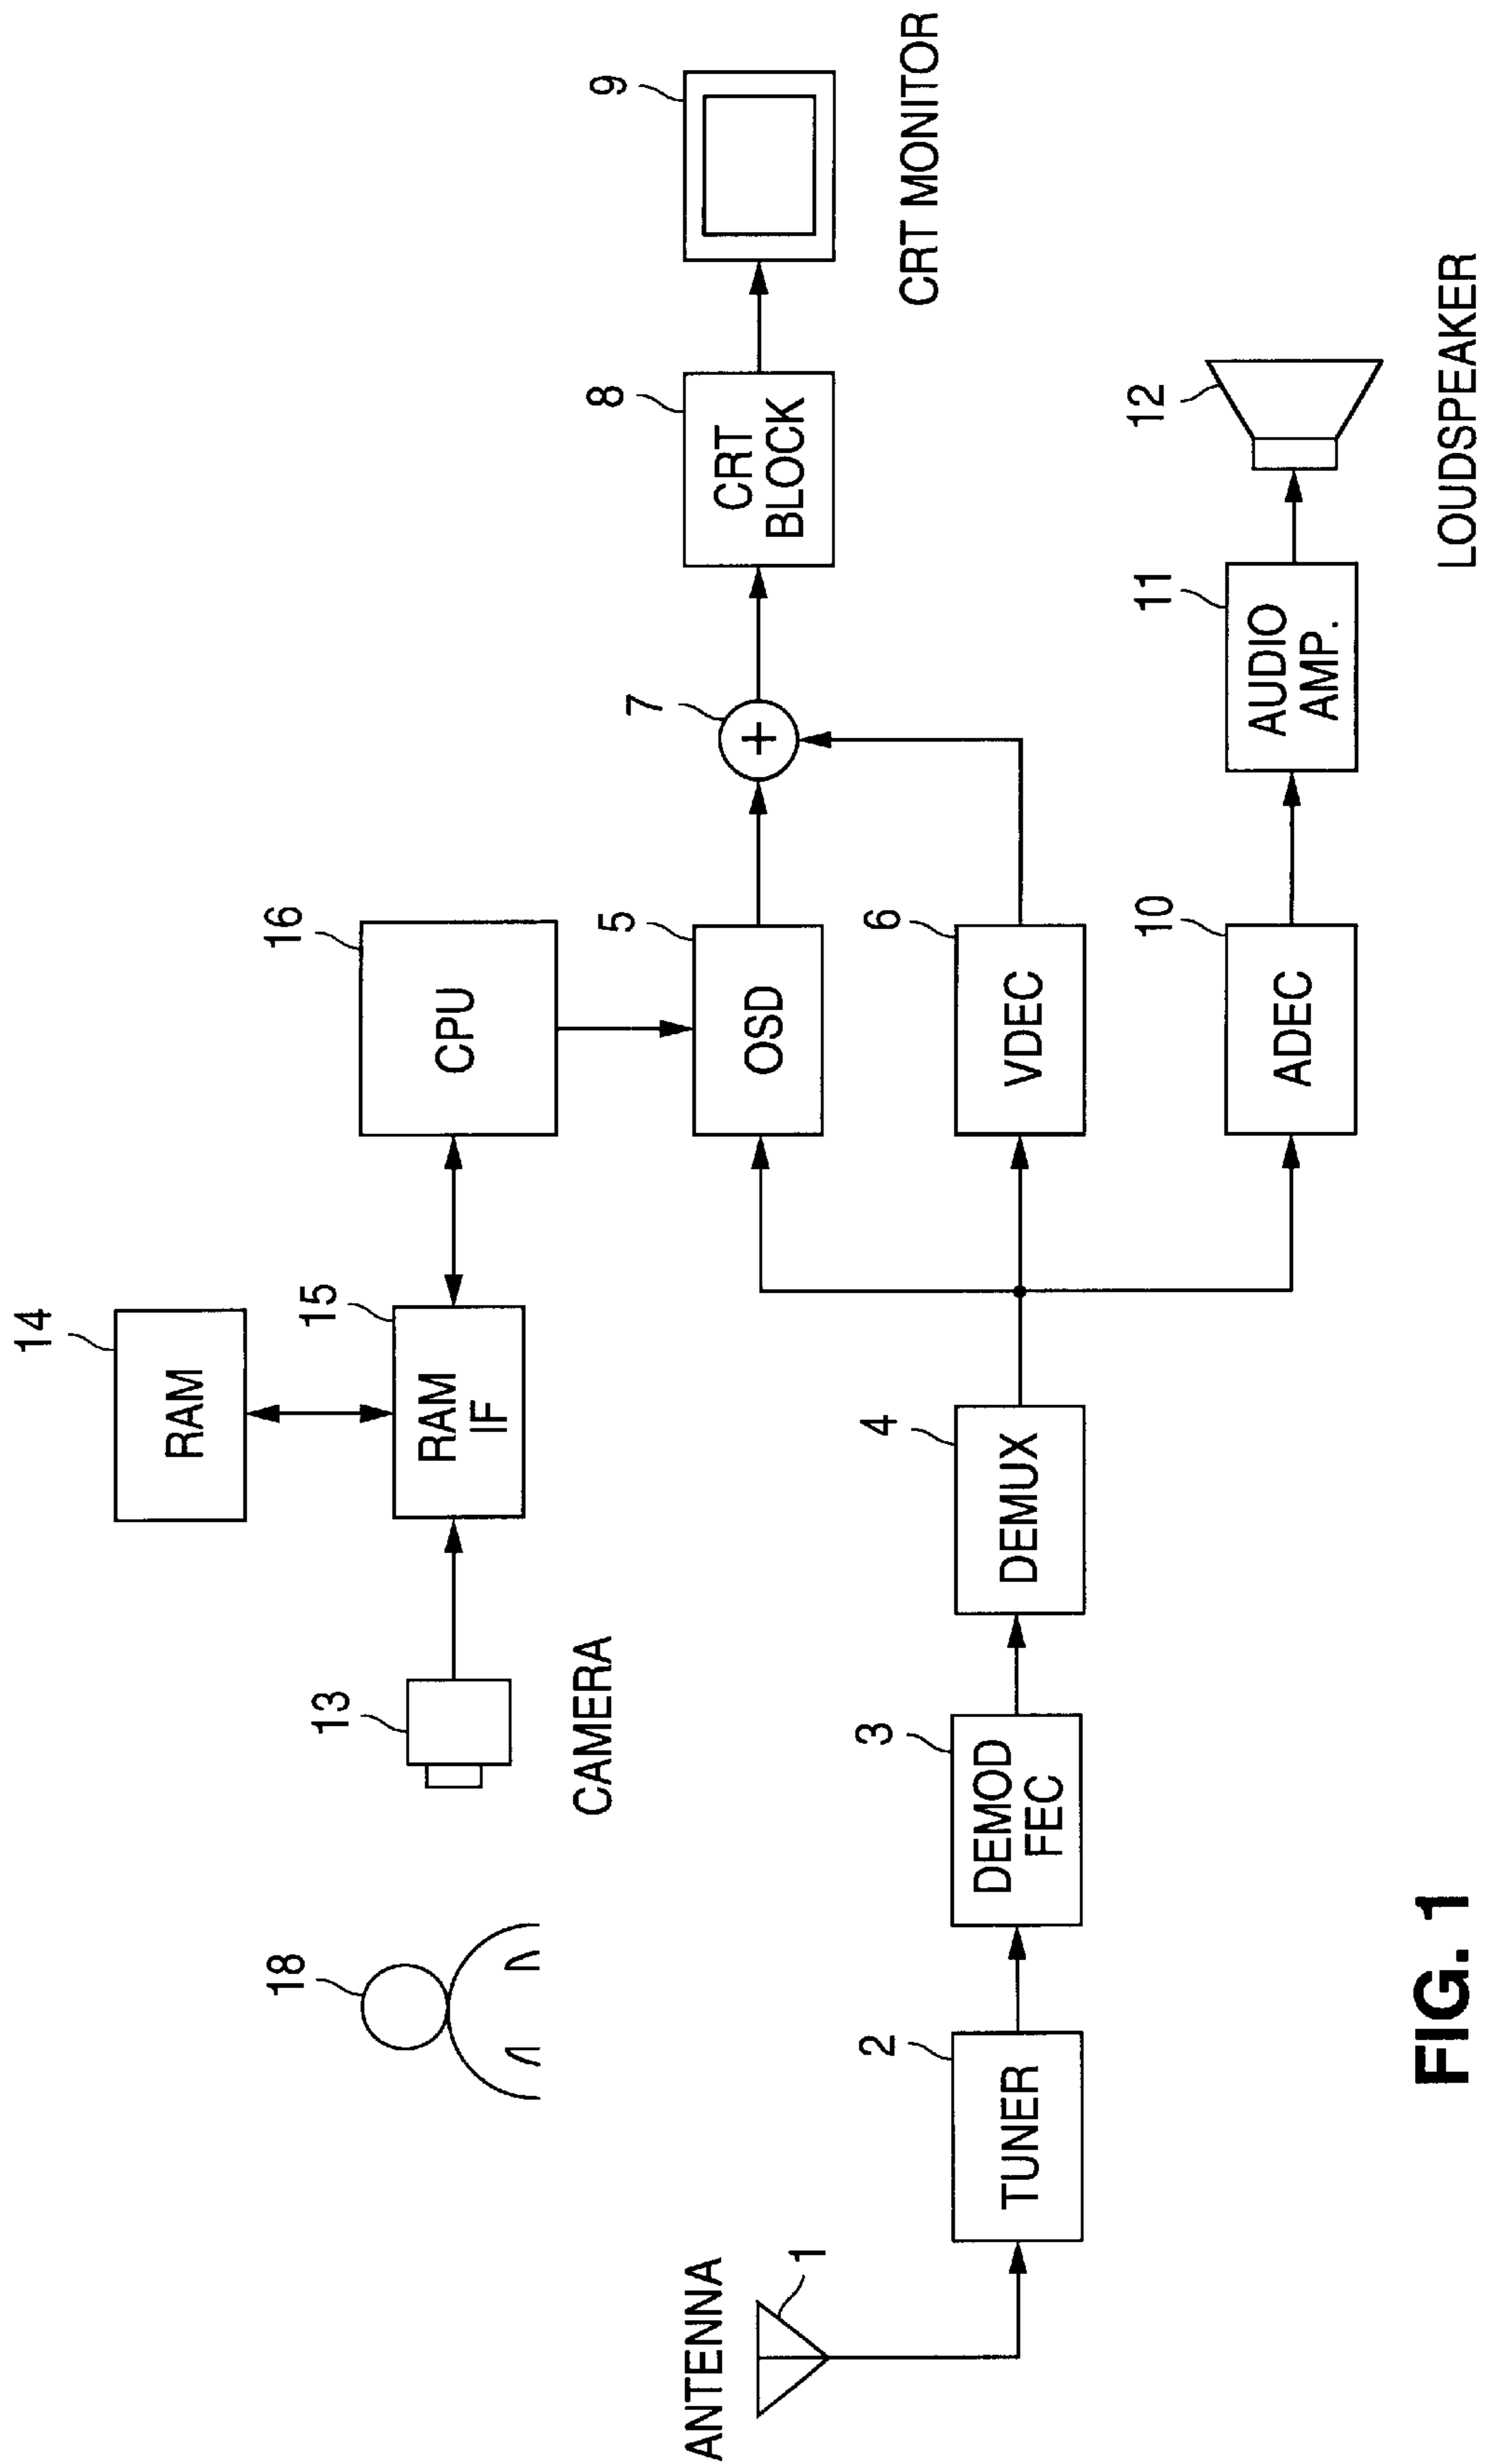 14
RAM
18
13
15
RAM
IF
16
CPU
CAMERA
ANTENNA
1
5
OSD
7
+
8
CRT
BLOCK
9
CRT MONITOR
2
TUNER
3
DEMOD
FEC
4
DEMUX
6
VDEC
10
ADEC
11
AUDIO
AMP.
12
LOUDSPEAKER
FIG. 1